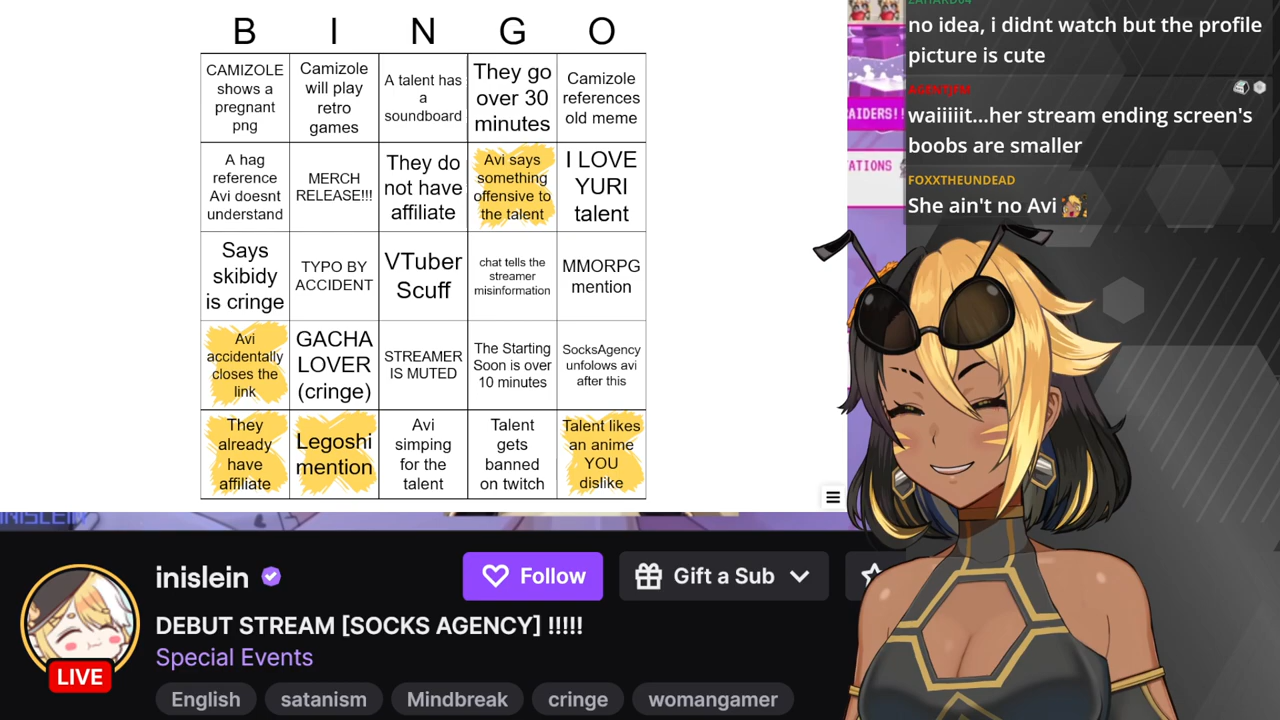 B I N G O
CAMIZOLE
shows a
pregnant
png
Camizole
will play
retro
games
A talent has
a
soundboard
They go
over 30
minutes
Camizole
references
old meme
A hag
reference
Avi doesnt
understand
MERCH
RELEASE!!!
They do
not have
affiliate
Avi says
something
offensive to
the talent
I LOVE
YURI
talent
Says
skibidy
is cringe
TYPO BY
ACCIDENT
VTuber
Scuff
chat tells the
streamer
misinformation
MMORPG
mention
Avi
accidentally
closes the
link
GACHA
LOVER
(cringe)
STREAMER
IS MUTED
The Starting
Soon is over
10 minutes
SocksAgency
unfolows avi
after this
They
already
have
affiliate
Legoshi
mention
Avi
simping
for the
talent
Talent
gets
banned
on twitch
Talent likes
an anime
YOU
dislike
AIDERS!!
ATIONS
no idea, i didnt watch but the profile
picture is cute
AGENTJFM
waiiiiit...her stream ending screen's
boobs are smaller
FOXXTHEUNDEAD
She ain't no Avi
INISLEIN
inislein
Follow
Gift a Sub
DEBUT STREAM [SOCKS AGENCY] !!!!!
Special Events
LIVE
English satanism Mindbreak cringe womangamer